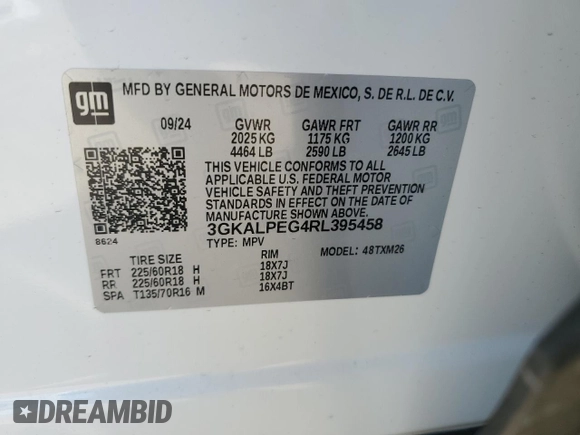 gm
MFD BY GENERAL MOTORS DE MEXICO, S. DE R.L. DE C.V.
09/24 GVWR GAWR FRT GAWR RR
2025 KG 1175 KG 1200 KG
4464 LB 2590 LB 2645 LB
THIS VEHICLE CONFORMS TO ALL
APPLICABLE U.S. FEDERAL MOTOR
VEHICLE SAFETY AND THEFT PREVENTION
STANDARDS IN EFFECT ON THE DATE OF
MANUFACTURE SHOWN ABOVE.
8624 3GKALPEG4RL395458
TYPE: MPV MODEL: 48TXM26
TIRE SIZE RIM
FRT 225/60R18 H 18X7J
RR 225/60R18 H 18X7J
SPA T135/70R16 M 16X4BT
DREAMBID